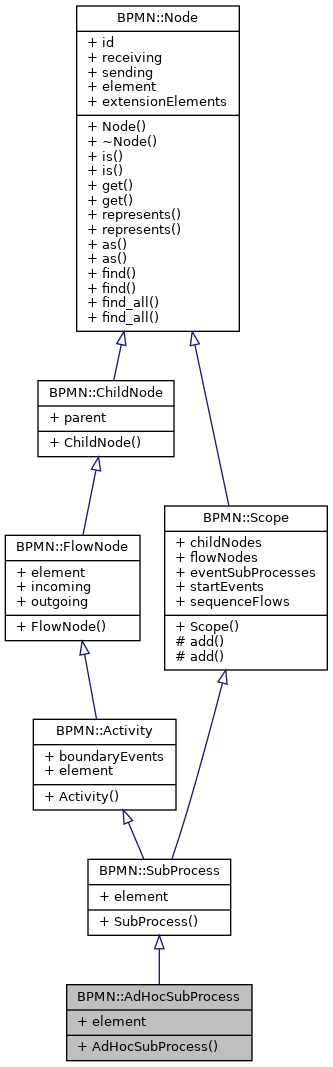 BPMN::Node
+ id
+ receiving
+ sending
+ element
+ extensionElements
+ Node()
+ ~Node()
+ is()
+ is()
+ get()
+ get()
+ represents()
+ represents()
+ as()
+ as()
+ find()
+ find()
+ find_all()
+ find_all()
BPMN::ChildNode
+ parent
+ ChildNode()
BPMN::Scope
+ childNodes
+ flowNodes
+ eventSubProcesses
+ startEvents
+ sequenceFlows
+ Scope()
# add()
# add()
BPMN::FlowNode
+ element
+ incoming
+ outgoing
+ FlowNode()
BPMN::Activity
+ boundaryEvents
+ element
+ Activity()
BPMN::SubProcess
+ element
+ SubProcess()
BPMN::AdHocSubProcess
+ element
+ AdHocSubProcess()